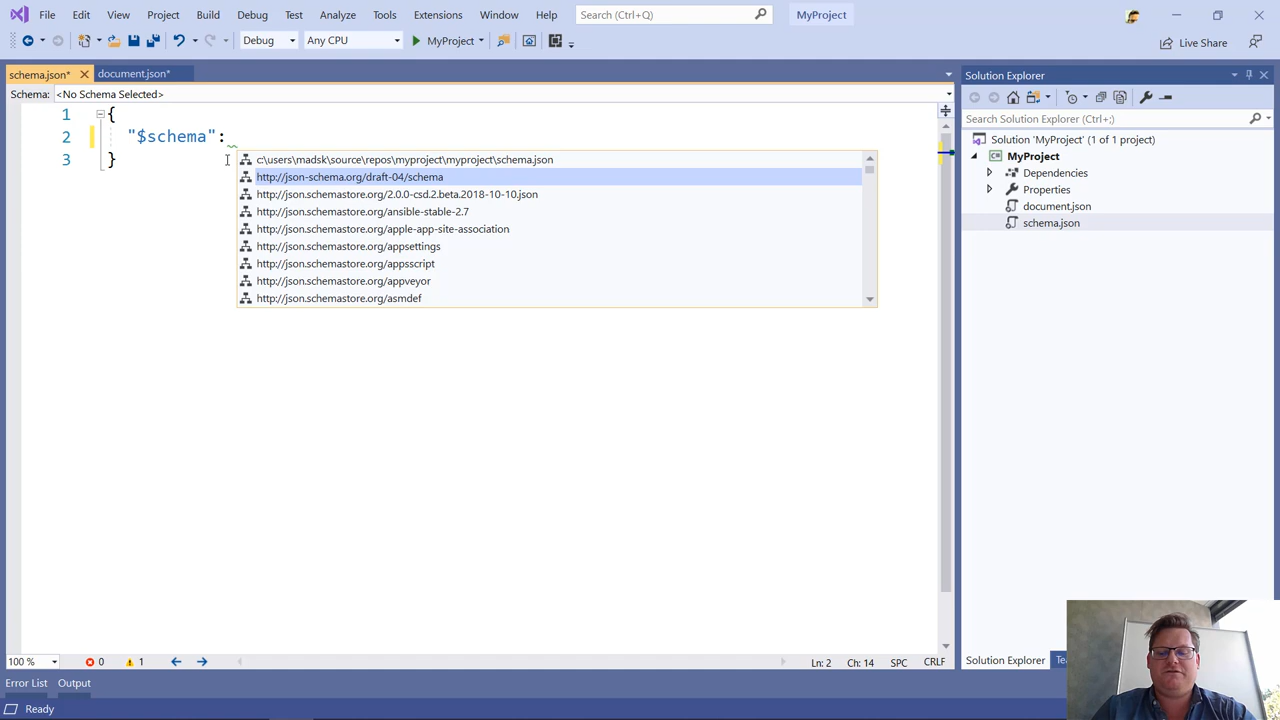 File Edit View Project Build Debug Test Analyze Tools Extensions Window Help Search (Ctrl+Q) MyProject
Debug Any CPU MyProject Live Share
schema.json* document.json*
Solution Explorer
Schema: <No Schema Selected>
1 {
2 "$schema":
3 }
c:\users\madsk\source\repos\myproject\myproject\schema.json
http://json-schema.org/draft-04/schema
http://json.schemastore.org/2.0.0-csd.2.beta.2018-10-10.json
http://json.schemastore.org/ansible-stable-2.7
http://json.schemastore.org/apple-app-site-association
http://json.schemastore.org/appsettings
http://json.schemastore.org/appsscript
http://json.schemastore.org/appveyor
http://json.schemastore.org/asmdef
Search Solution Explorer (Ctrl+;)
Solution 'MyProject' (1 of 1 project)
MyProject
Dependencies
Properties
document.json
schema.json
100 % 0 1 Ln: 2 Ch: 14 SPC CRLF
Solution Explorer
Error List Output
Ready